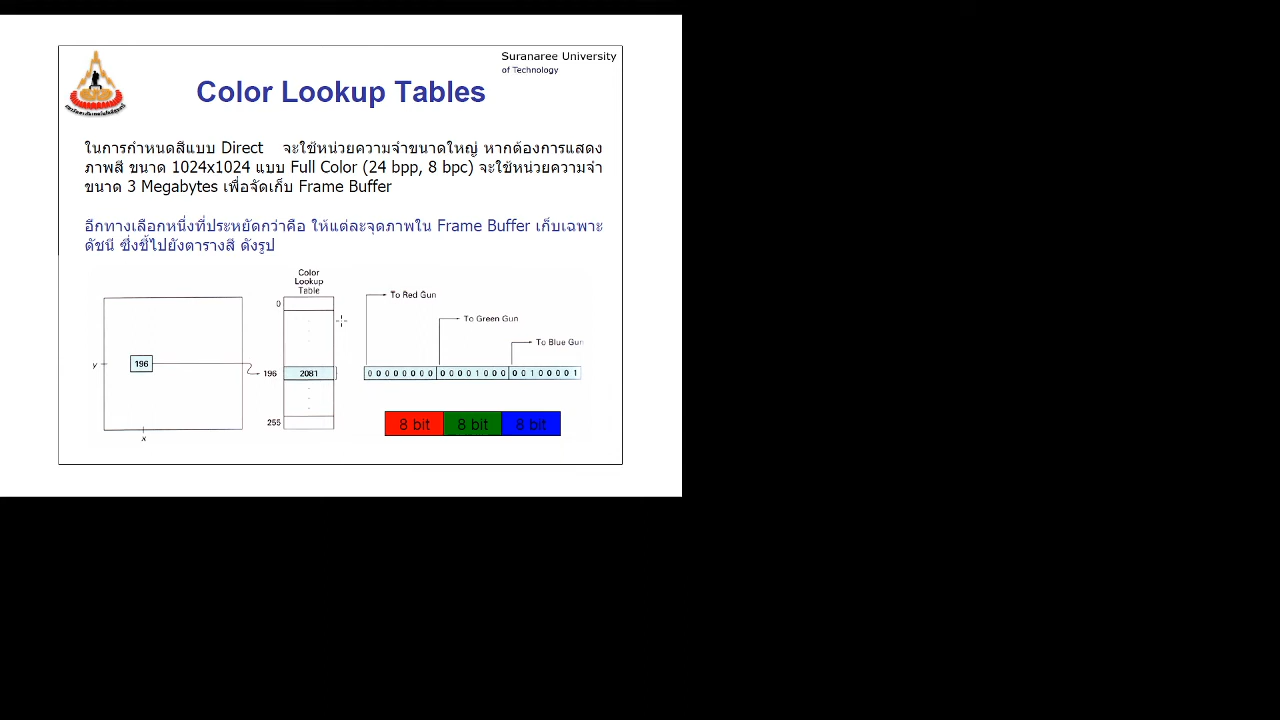 Suranaree University
of Technology
Color Lookup Tables
ในการกำหนดสีแบบ Direct จะใช้หน่วยความจำขนาดใหญ่ หากต้องการแสดง
ภาพสี ขนาด 1024x1024 แบบ Full Color (24 bpp, 8 bpc) จะใช้หน่วยความจำ
ขนาด 3 Megabytes เพื่อจัดเก็บ Frame Buffer
อีกทางเลือกหนึ่งที่ประหยัดกว่าคือ ให้แต่ละจุดภาพใน Frame Buffer เก็บเฉพาะ
ดัชนี ซึ่งชี้ไปยังตารางสี ดังรูป
Color
Lookup
Table
0
To Red Gun
To Green Gun
To Blue Gun
y
196
196
2081
0 0 0 0 0 0 0 0 0 0 0 0 1 0 0 0 0 0 1 0 0 0 0 1
255
x
8 bit 8 bit 8 bit